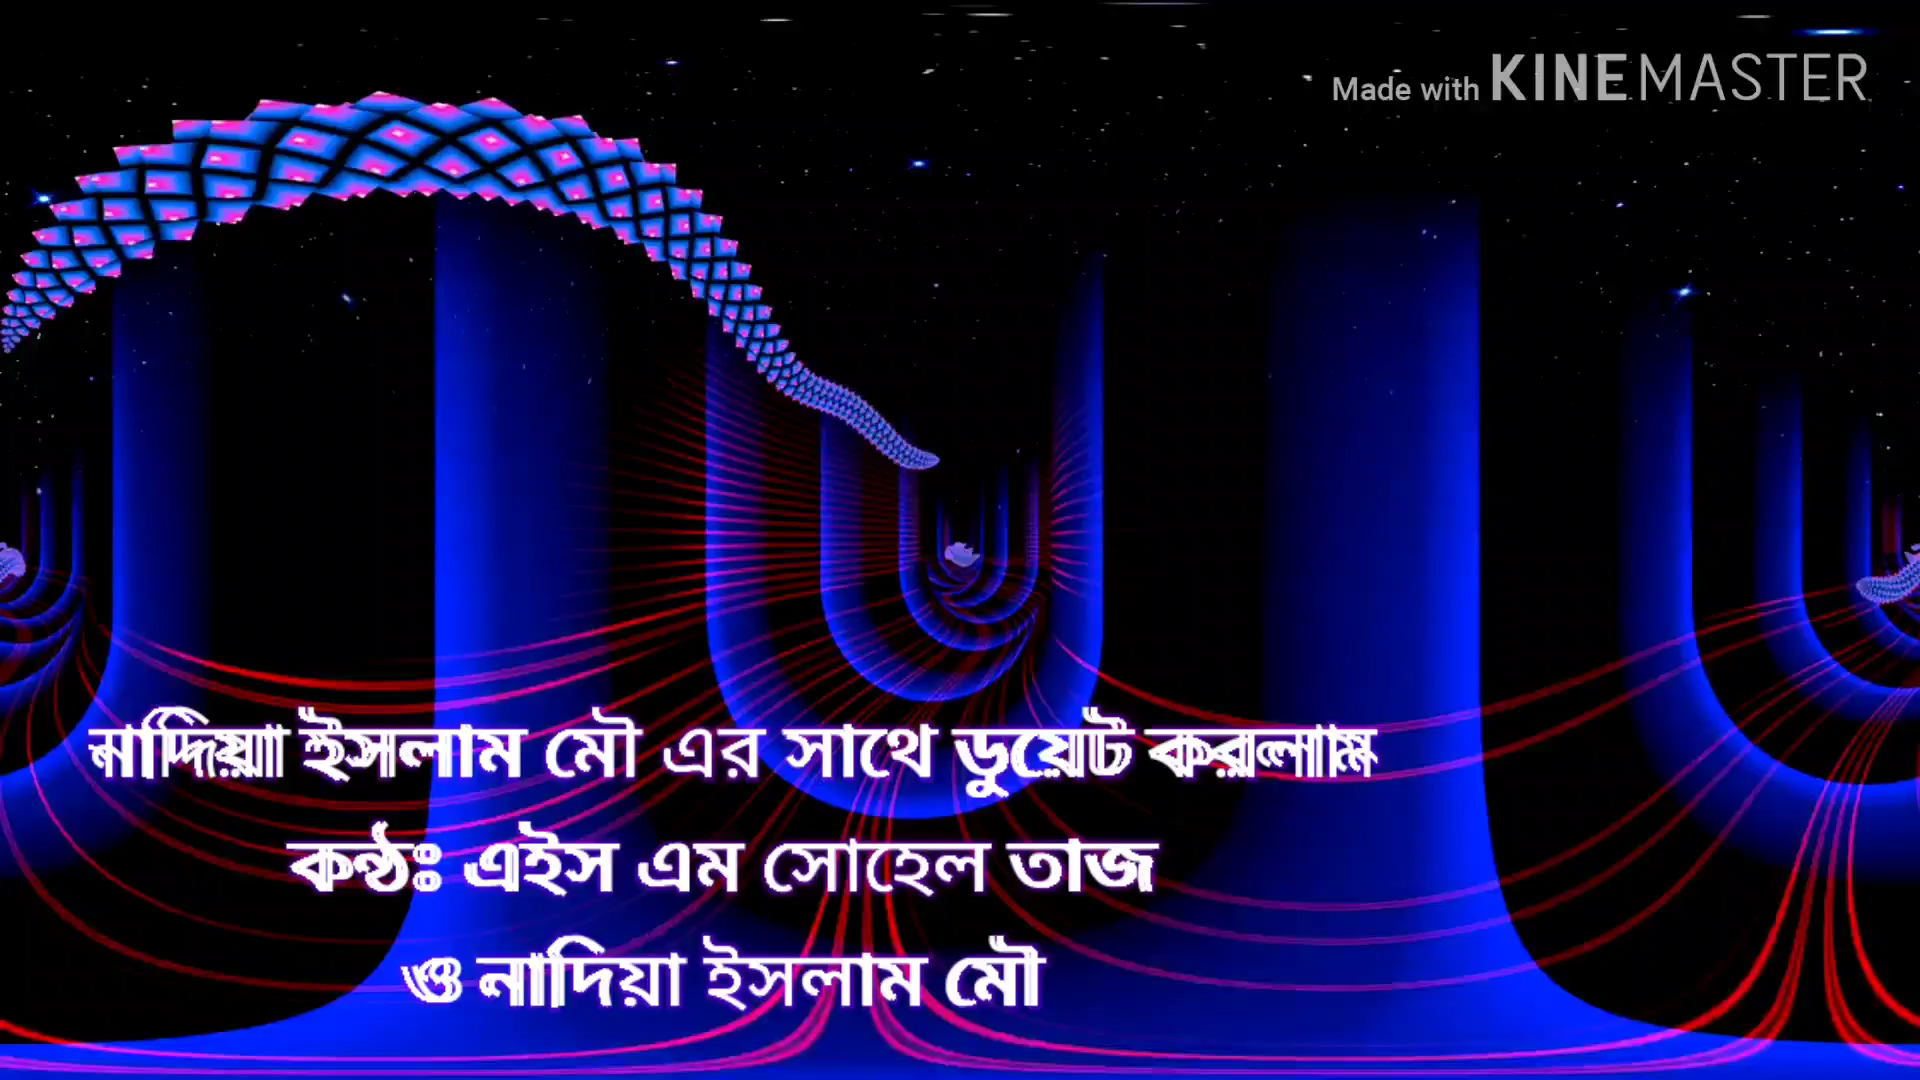 Made with KINEMASTER
নাদিয়া ইসলাম মৌ এর সাথে ডুয়েট করলাম
কন্ঠঃ এইস এম সোহেল তাজ
ও নাদিয়া ইসলাম মৌ